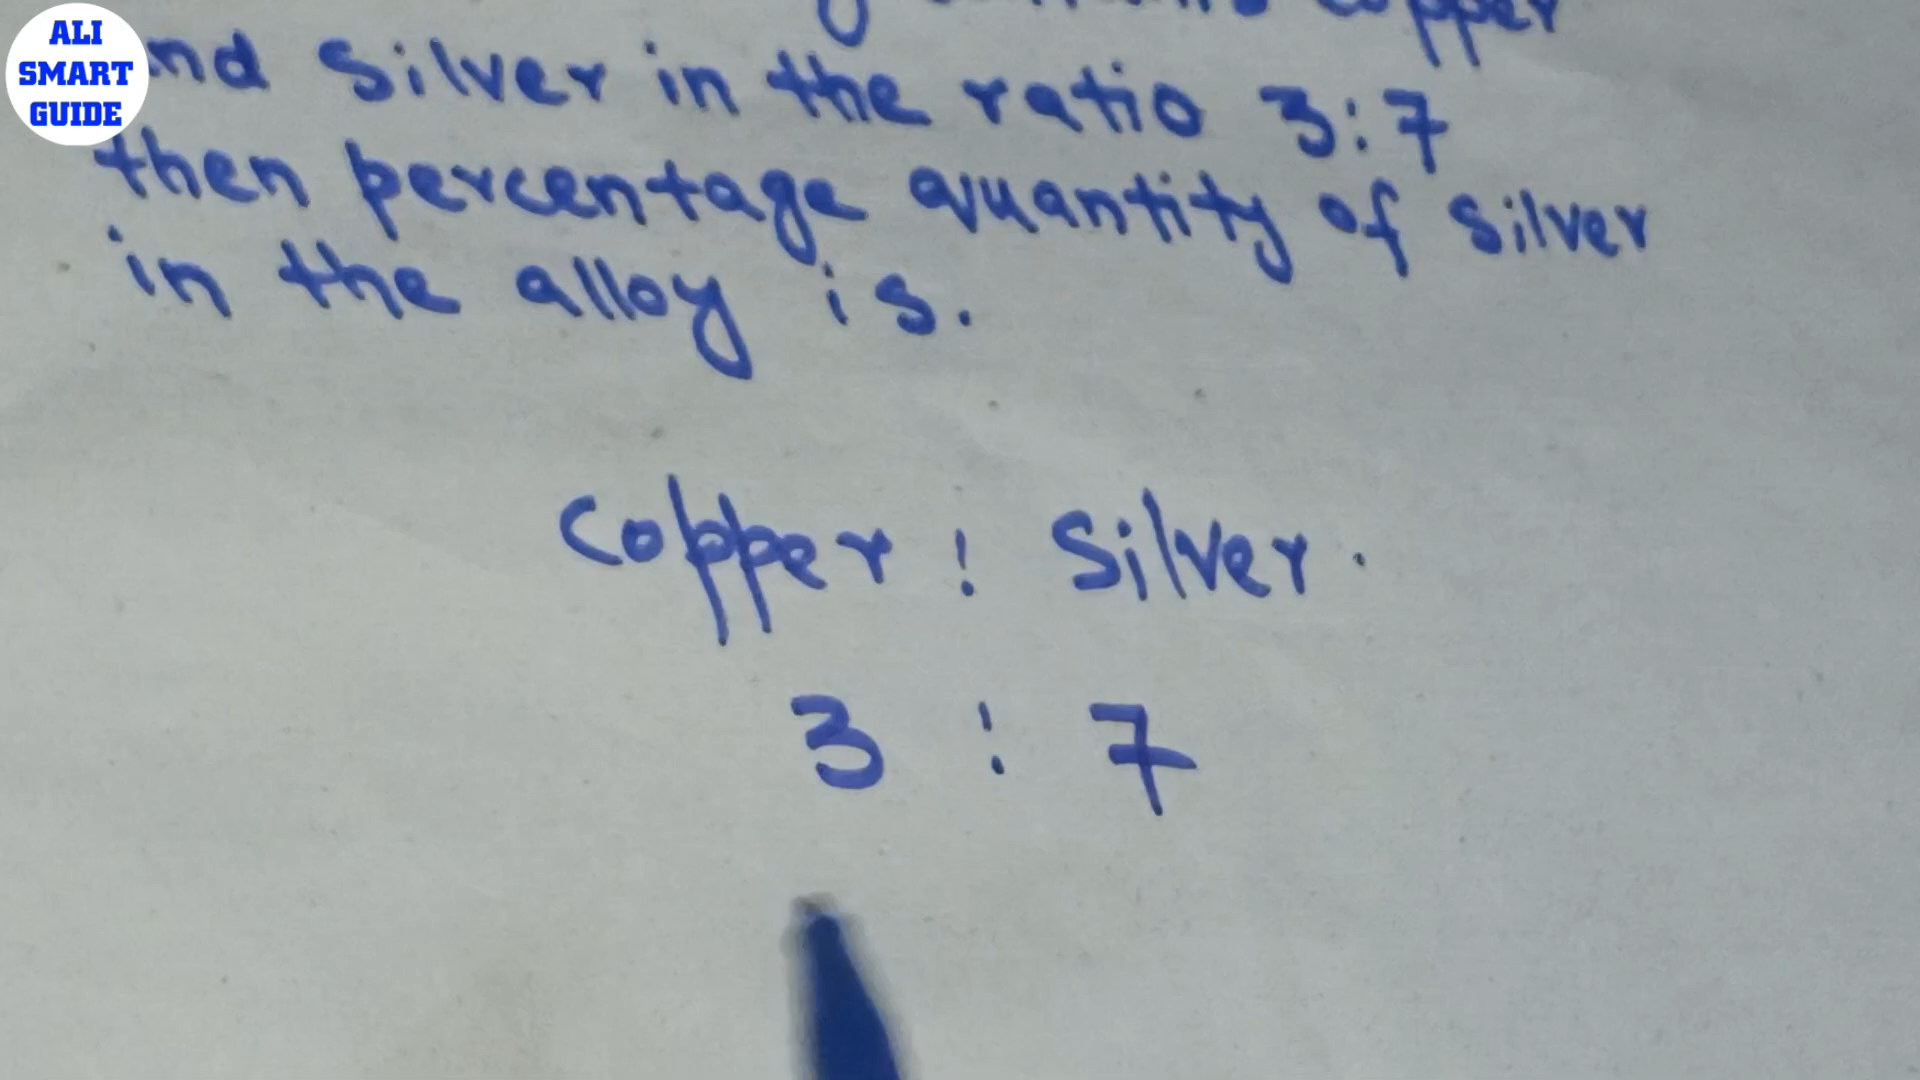 ALI
SMART
GUIDE
copper
and silver in the ratio 3:7
then percentage quantity of silver
in the alloy is.
Copper : Silver.
3 : 7